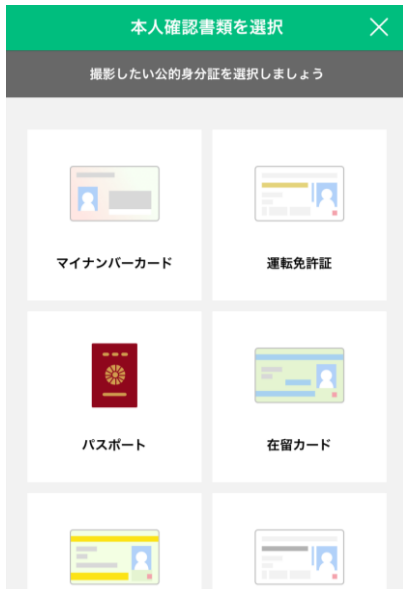 本人確認書類を選択
撮影したい公的身分証を選択しましょう
マイナンバーカード
運転免許証
パスポート
在留カード